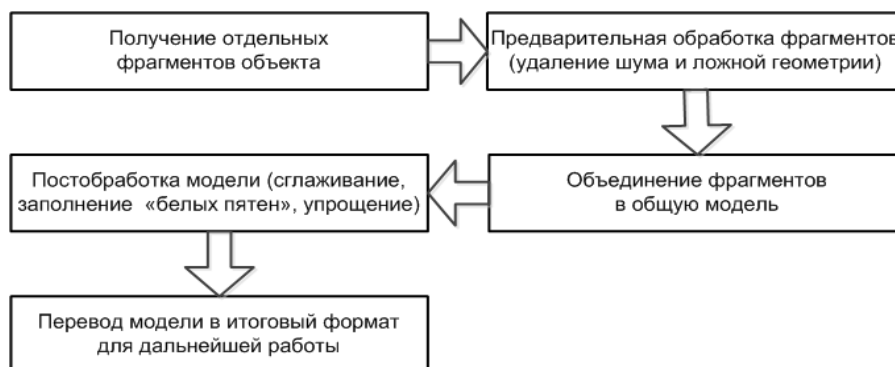 Получение отдельных
фрагментов объекта
Предварительная обработка фрагментов
(удаление шума и ложной геометрии)
Объединение фрагментов
в общую модель
Постобработка модели (сглаживание,
заполнение «белых пятен», упрощение)
Перевод модели в итоговый формат
для дальнейшей работы